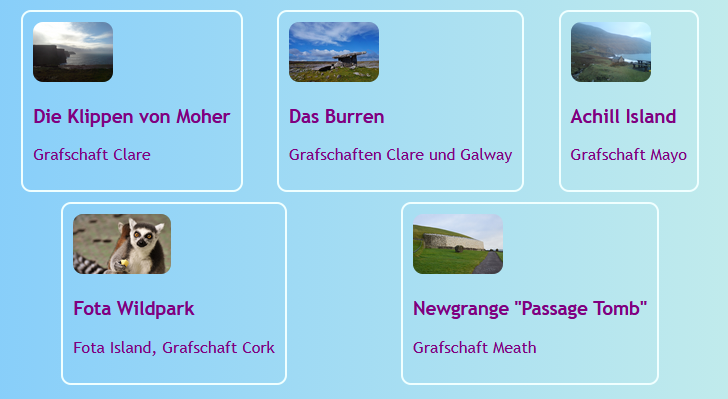 Die Klippen von Moher
Grafschaft Clare
Das Burren
Grafschaften Clare und Galway
Achill Island
Grafschaft Mayo
Fota Wildpark
Fota Island, Grafschaft Cork
Newgrange "Passage Tomb"
Grafschaft Meath